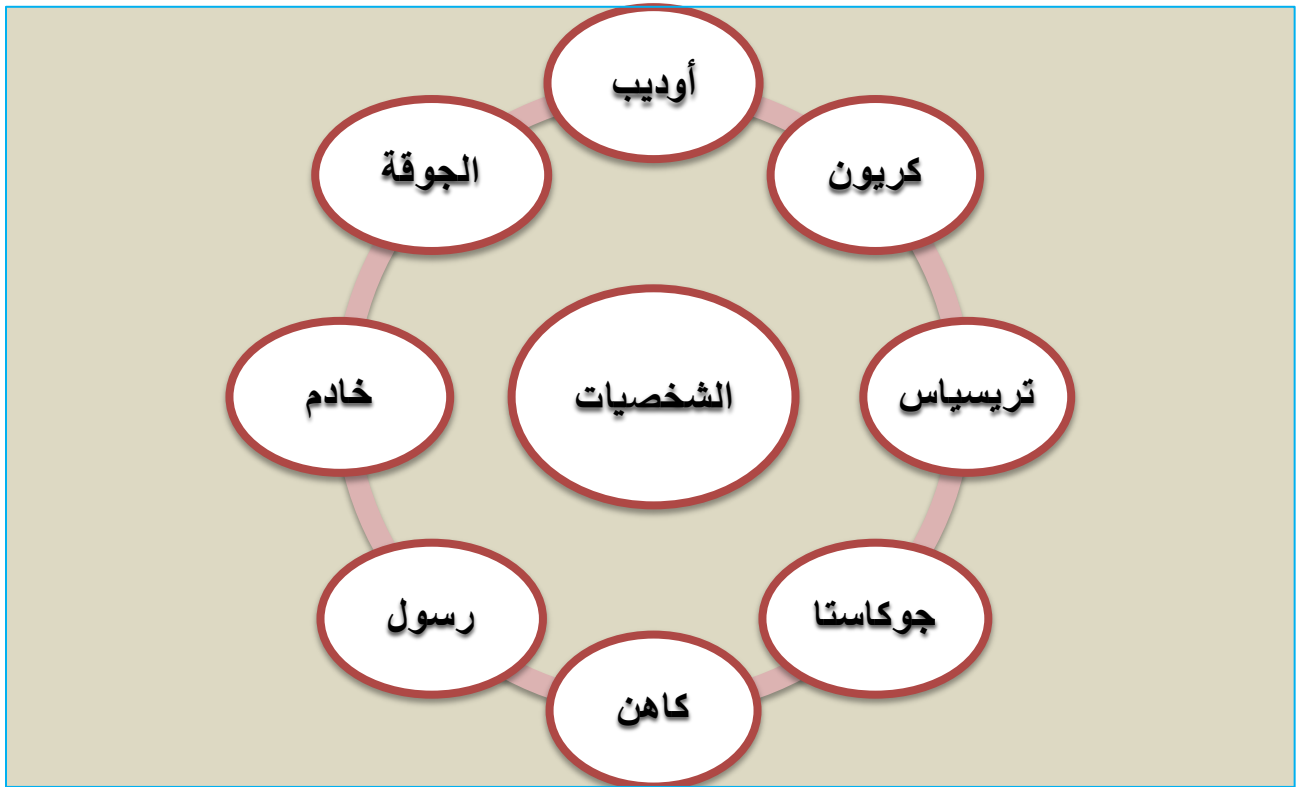 أوديب
كريون
تريسياس
جوكاستا
كاهن
رسول
خادم
الجوقة
الشخصيات